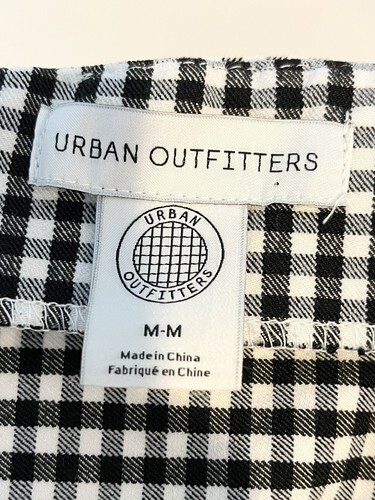 URBAN OUTFITTERS
URBAN
OUTFITTERS
M-M
Made in China
Fabriqué en Chine